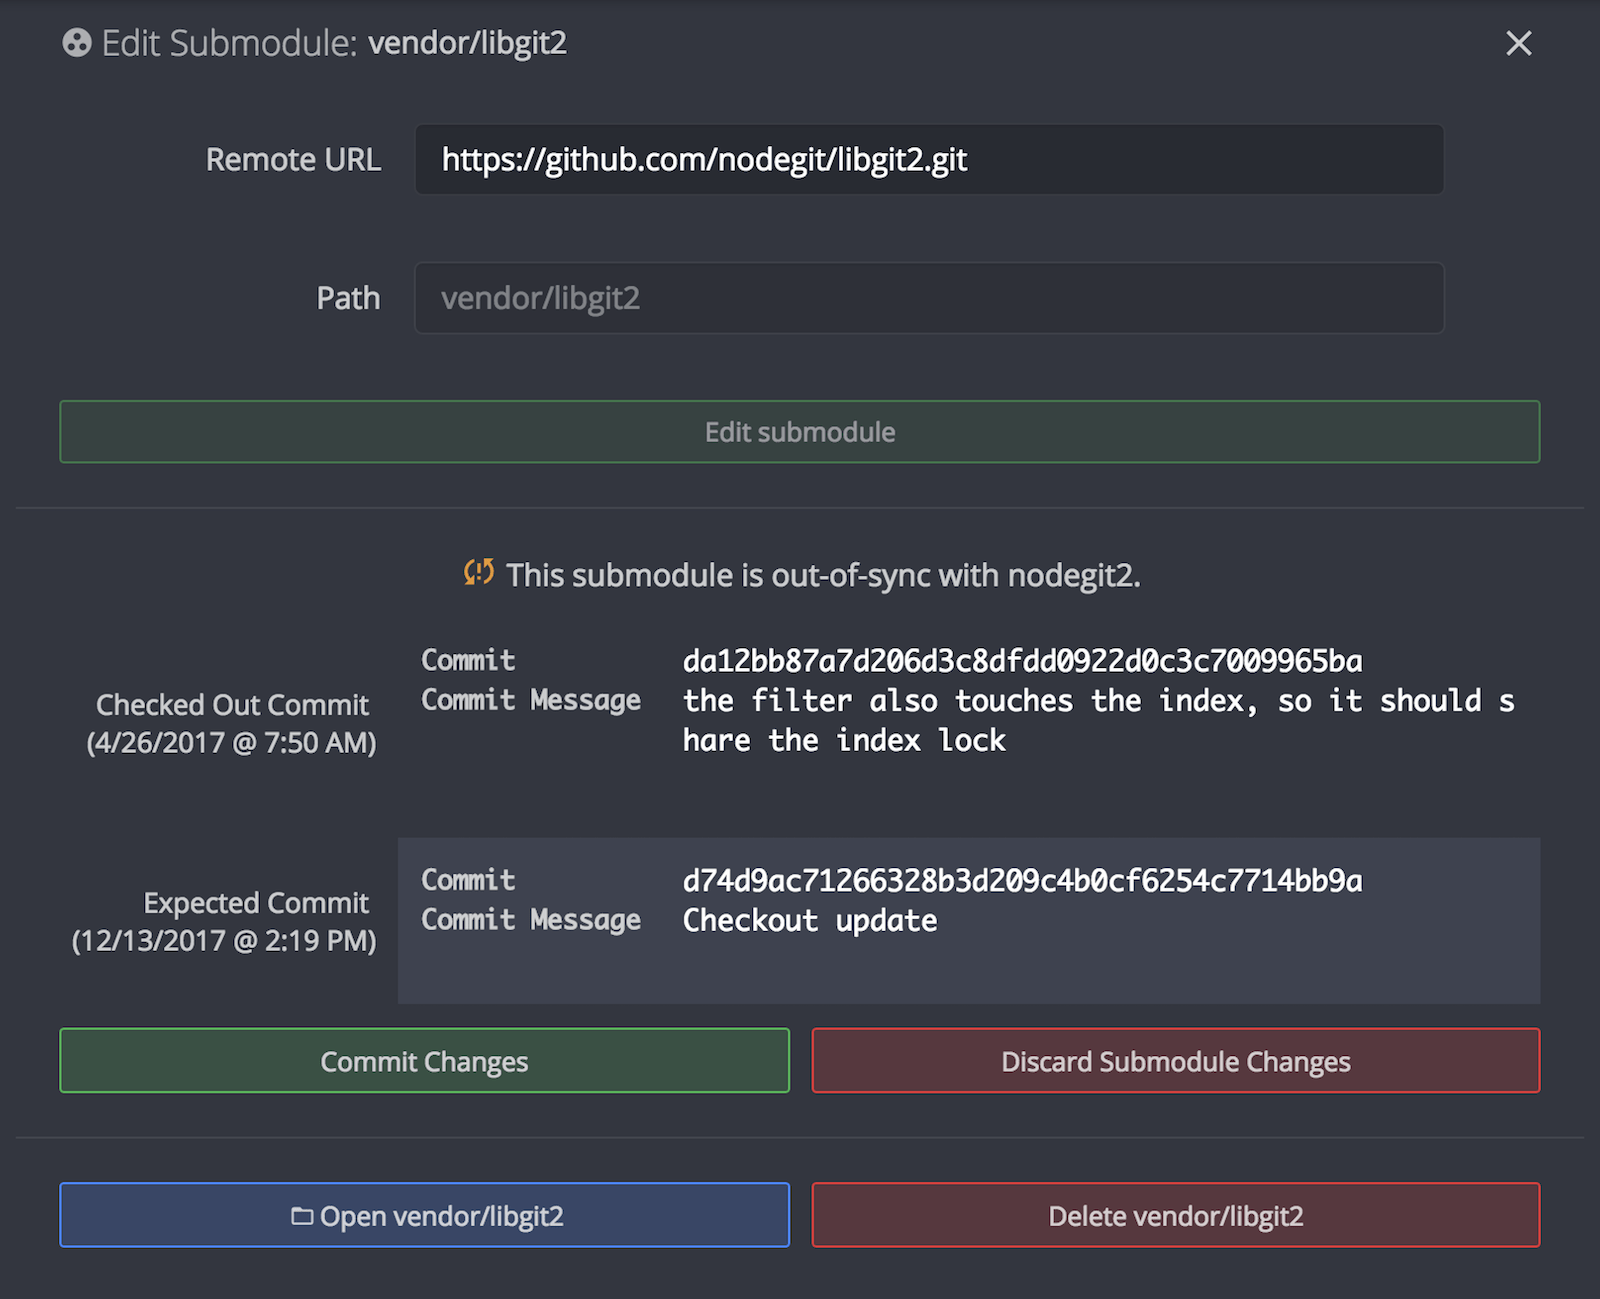 Edit Submodule: vendor/libgit2
Remote URL
https://github.com/nodegit/libgit2.git
Path
vendor/libgit2
Edit submodule
This submodule is out-of-sync with nodegit2.
Checked Out Commit
(4/26/2017 @ 7:50 AM)
Commit da12bb87a7d206d3c8dfdd0922d0c3c7009965ba
Commit Message the filter also touches the index, so it should s
hare the index lock
Expected Commit
(12/13/2017 @ 2:19 PM)
Commit d74d9ac71266328b3d209c4b0cf6254c7714bb9a
Commit Message Checkout update
Commit Changes
Discard Submodule Changes
Open vendor/libgit2
Delete vendor/libgit2